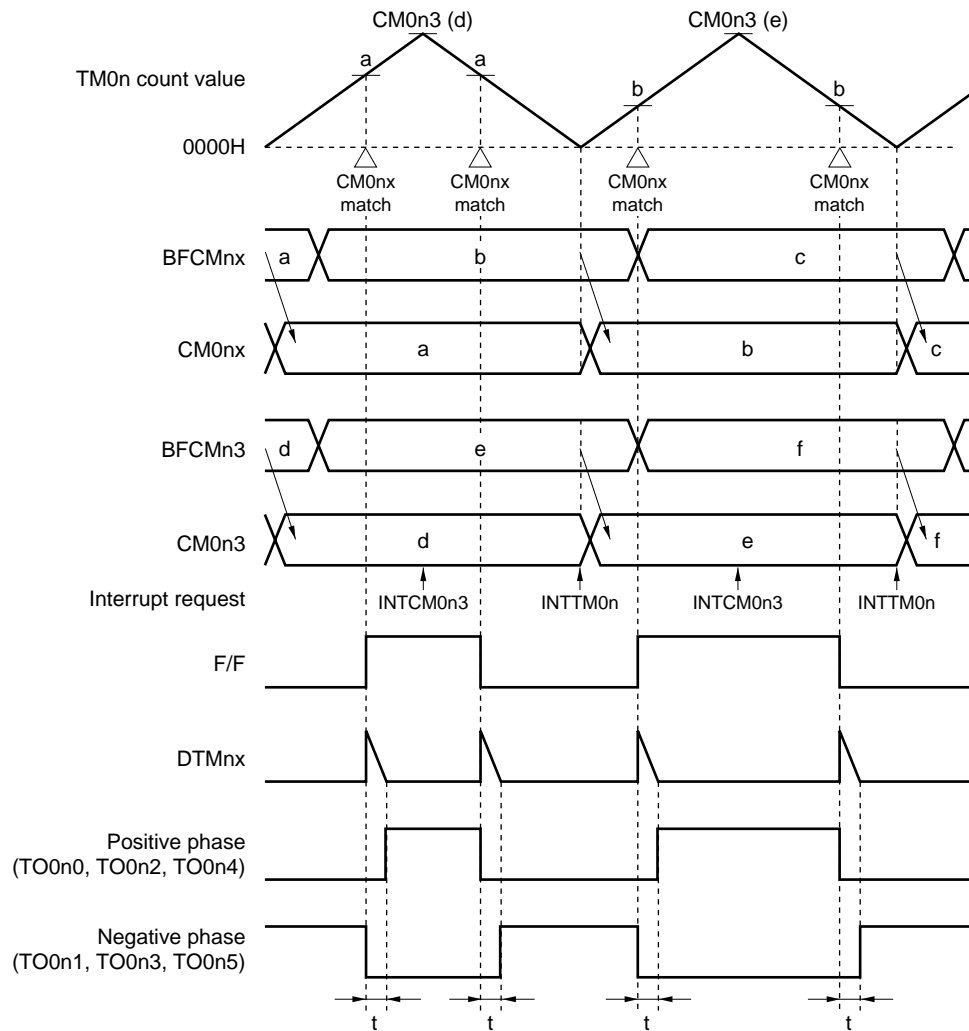 CM0n3 (d)
CM0n3 (e)
a
a
TM0n count value
b
b
0000H
CM0nx match
CM0nx match
CM0nx match
CM0nx match
BFCMnx
a
b
c
CM0nx
a
b
c
BFCMn3
d
e
f
CM0n3
d
e
f
Interrupt request
INTCM0n3
INTTM0n
INTCM0n3
INTTM0n
F/F
DTMnx
Positive phase
(TO0n0, TO0n2, TO0n4)
Negative phase
(TO0n1, TO0n3, TO0n5)
t
t
t
t